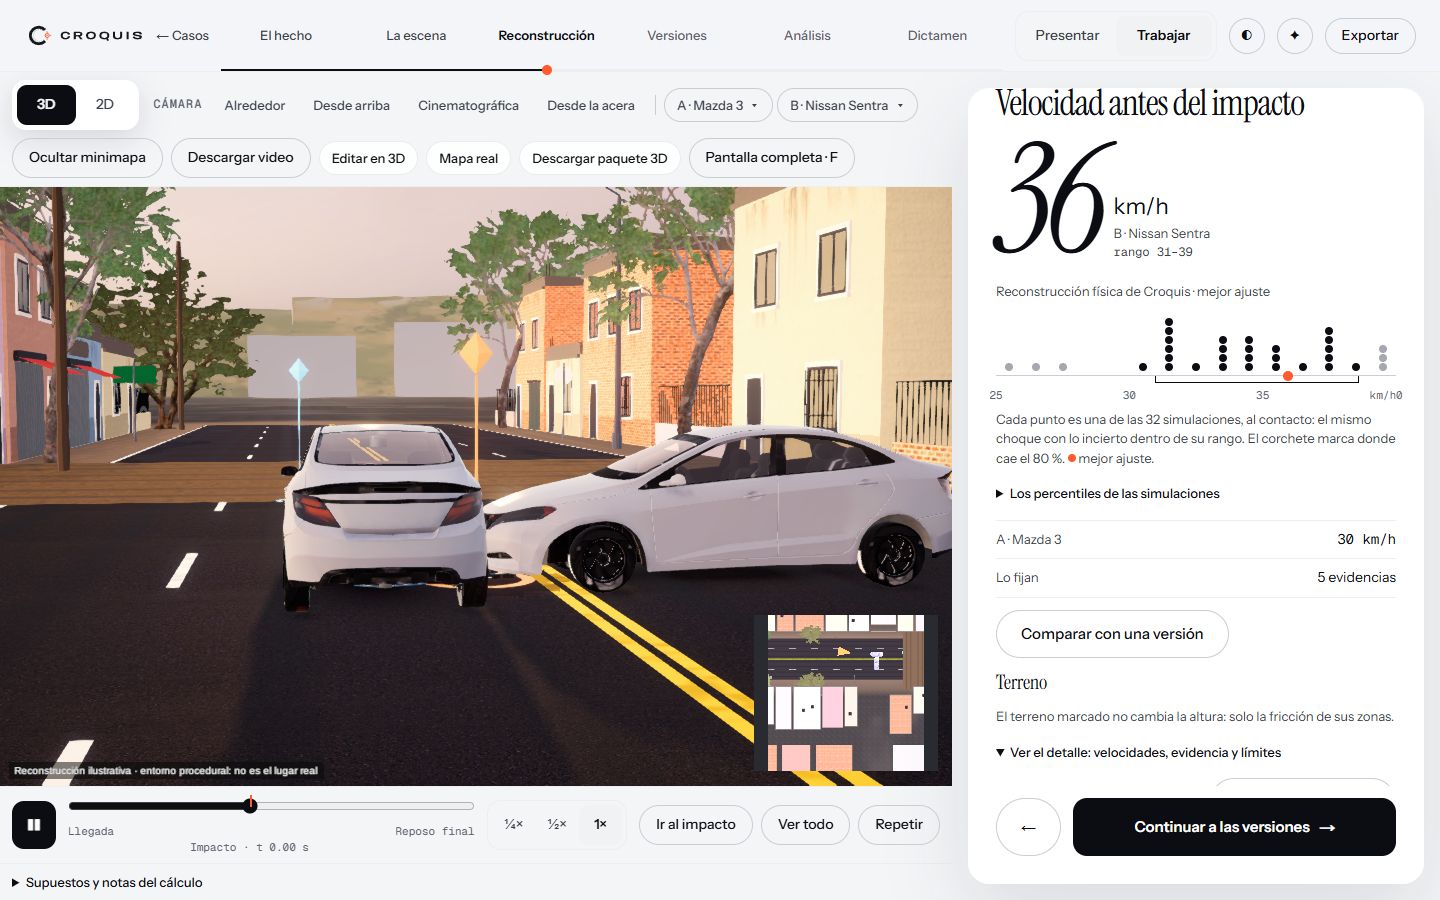 CROQUIS
← Casos
El hecho
La escena
Reconstrucción
Versiones
Análisis
Dictamen
Presentar
Trabajar
Exportar
3D
2D
CÁMARA
Alrededor
Desde arriba
Cinematográfica
Desde la acera
A · Mazda 3
B · Nissan Sentra
Ocultar minimapa
Descargar video
Editar en 3D
Mapa real
Descargar paquete 3D
Pantalla completa · F
Reconstrucción ilustrativa - entorno procedural: no es el lugar real
Llegada
Reposo final
Impacto · t 0.00 s
¼×
½×
1×
Ir al impacto
Ver todo
Repetir
Supuestos y notas del cálculo
Velocidad antes del impacto
36 km/h
B · Nissan Sentra
rango 31–39
Reconstrucción física de Croquis · mejor ajuste
25
30
35
km/h0
Cada punto es una de las 32 simulaciones, al contacto: el mismo
choque con lo incierto dentro de su rango. El corchete marca donde
cae el 80 %. mejor ajuste.
Los percentiles de las simulaciones
A · Mazda 3
30 km/h
Lo fijan
5 evidencias
Comparar con una versión
Terreno
El terreno marcado no cambia la altura: solo la fricción de sus zonas.
Ver el detalle: velocidades, evidencia y límites
←
Continuar a las versiones →